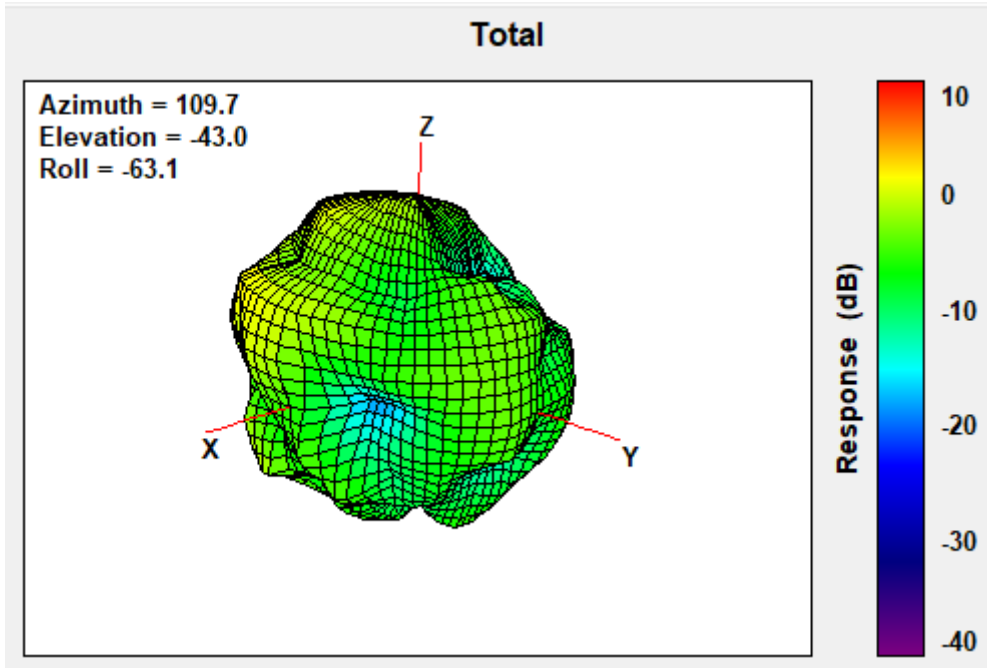 Total
Azimuth = 109.7
Elevation = -43.0
Roll = -63.1
Z
X
Y
Response (dB)
10
0
-10
-20
-30
-40